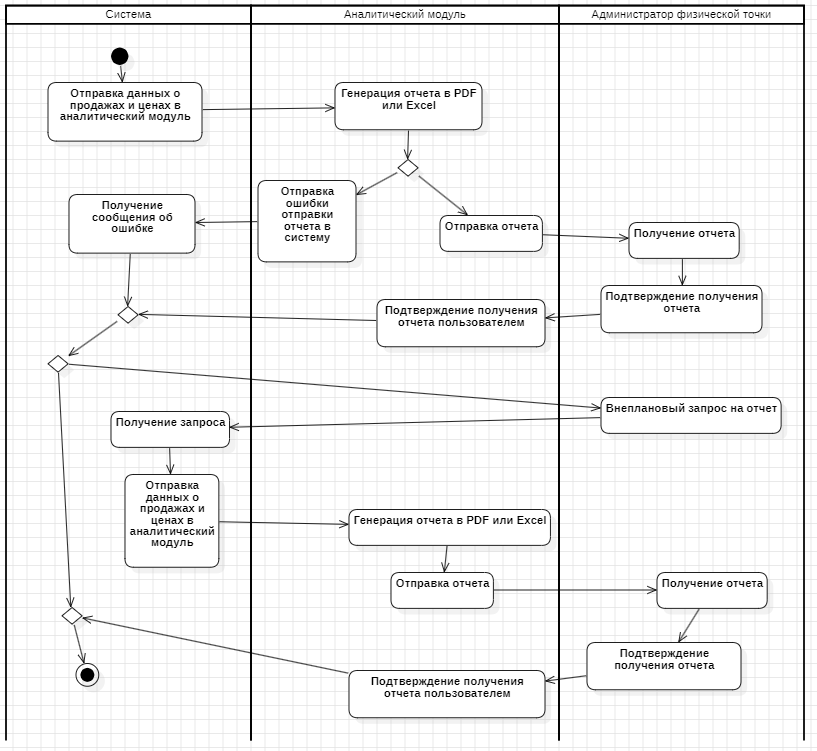 Система
Аналитический модуль
Администратор физической точки
Отправка данных о
продажах и ценах в
аналитический модуль
Генерация отчета в PDF
или Excel
Отправка
ошибки
отправки
отчета в
систему
Получение
сообщения об
ошибке
Отправка отчета
Получение отчета
Подтверждение получения
отчета
Подтверждение получения
отчета пользователем
Внеплановый запрос на отчет
Получение запроса
Отправка
данных о
продажах и
ценах в
аналитический
модуль
Генерация отчета в PDF или Excel
Отправка отчета
Получение отчета
Подтверждение
получения отчета
Подтверждение получения
отчета пользователем